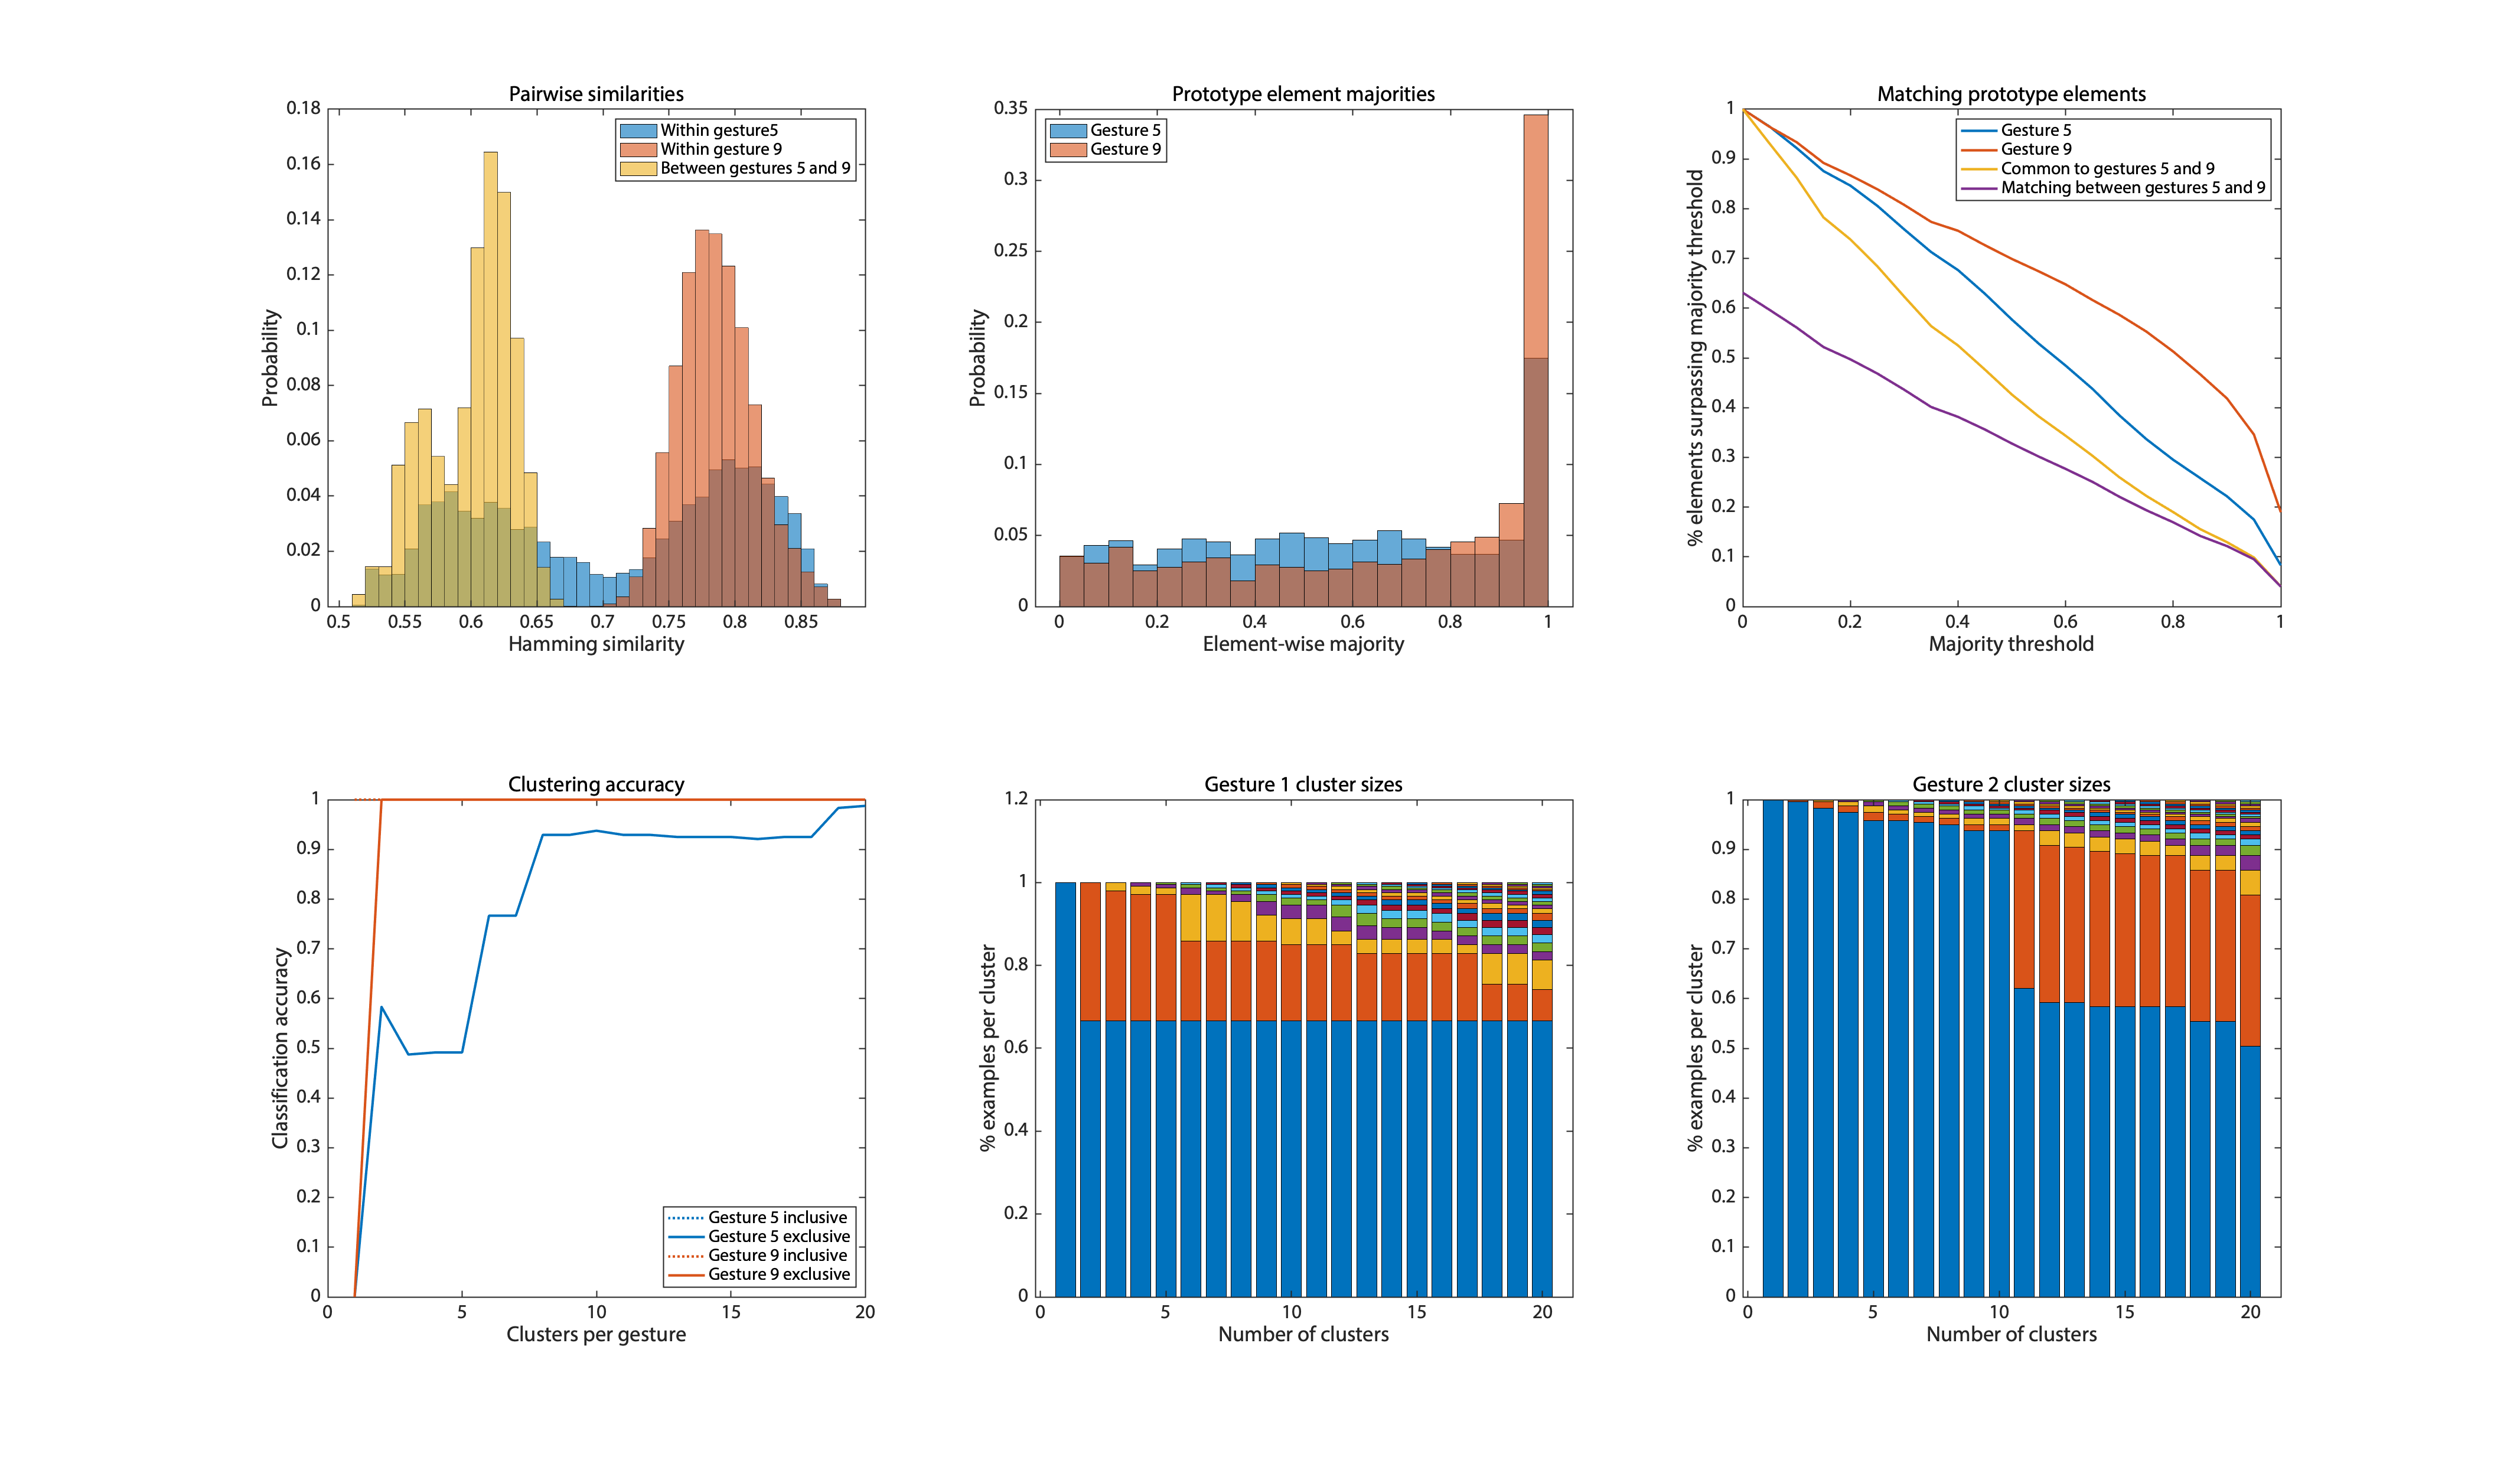 Pairwise similarities
0.18
0.16
0.14
0.12
0.1
0.08
0.06
0.04
0.02
0
Probability
Within gesture5
Within gesture 9
Between gestures 5 and 9
0.5 0.55 0.6 0.65 0.7 0.75 0.8 0.85
Hamming similarity
Prototype element majorities
0.35
0.3
0.25
0.2
0.15
0.1
0.05
0
Probability
Gesture 5
Gesture 9
0 0.2 0.4 0.6 0.8 1
Element-wise majority
Matching prototype elements
1
0.9
0.8
0.7
0.6
0.5
0.4
0.3
0.2
0.1
0
% elements surpassing majority threshold
Gesture 5
Gesture 9
Common to gestures 5 and 9
Matching between gestures 5 and 9
0 0.2 0.4 0.6 0.8 1
Majority threshold
Clustering accuracy
1
0.9
0.8
0.7
0.6
0.5
0.4
0.3
0.2
0.1
0
Classification accuracy
Gesture 5 inclusive
Gesture 5 exclusive
Gesture 9 inclusive
Gesture 9 exclusive
0 5 10 15 20
Clusters per gesture
Gesture 1 cluster sizes
1.2
1
0.8
0.6
0.4
0.2
0
% examples per cluster
0 5 10 15 20
Number of clusters
Gesture 2 cluster sizes
1
0.9
0.8
0.7
0.6
0.5
0.4
0.3
0.2
0.1
0
% examples per cluster
0 5 10 15 20
Number of clusters